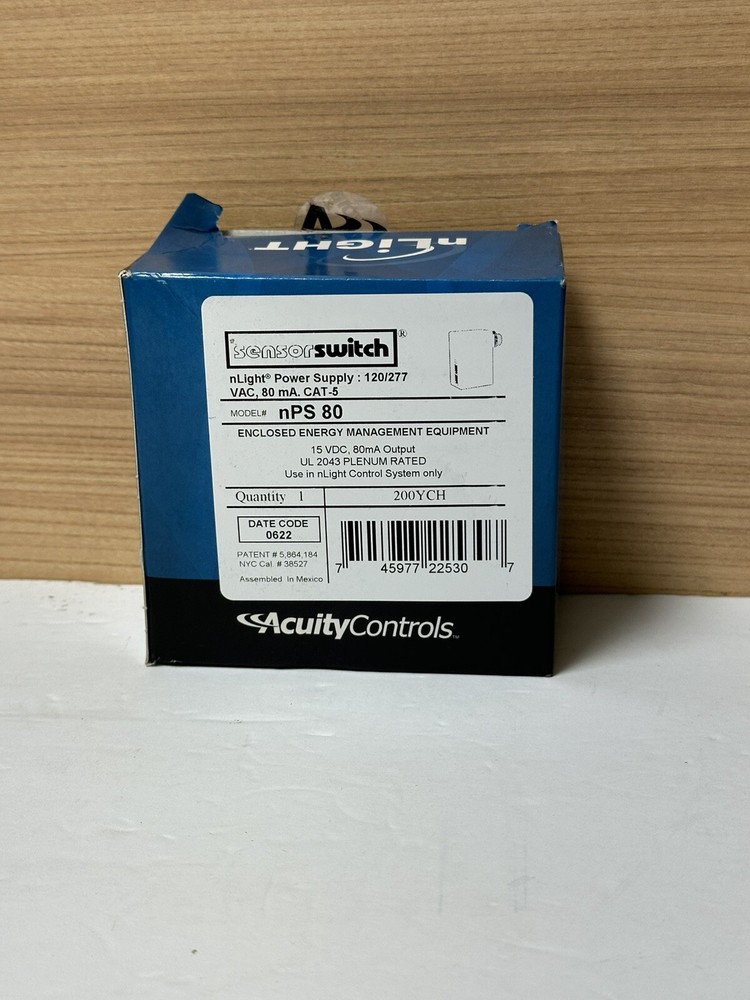 nLIGHT
sensorswitch®
nLight® Power Supply : 120/277
VAC, 80 mA. CAT-5
MODEL# nPS 80
ENCLOSED ENERGY MANAGEMENT EQUIPMENT
15 VDC, 80mA Output
UL 2043 PLENUM RATED
Use in nLight Control System only
Quantity 1 200YCH
DATE CODE
0622
PATENT # 5,864,184
NYC Cal. # 38527
Assembled In Mexico
7 45977 22530 7
AcuityControls™